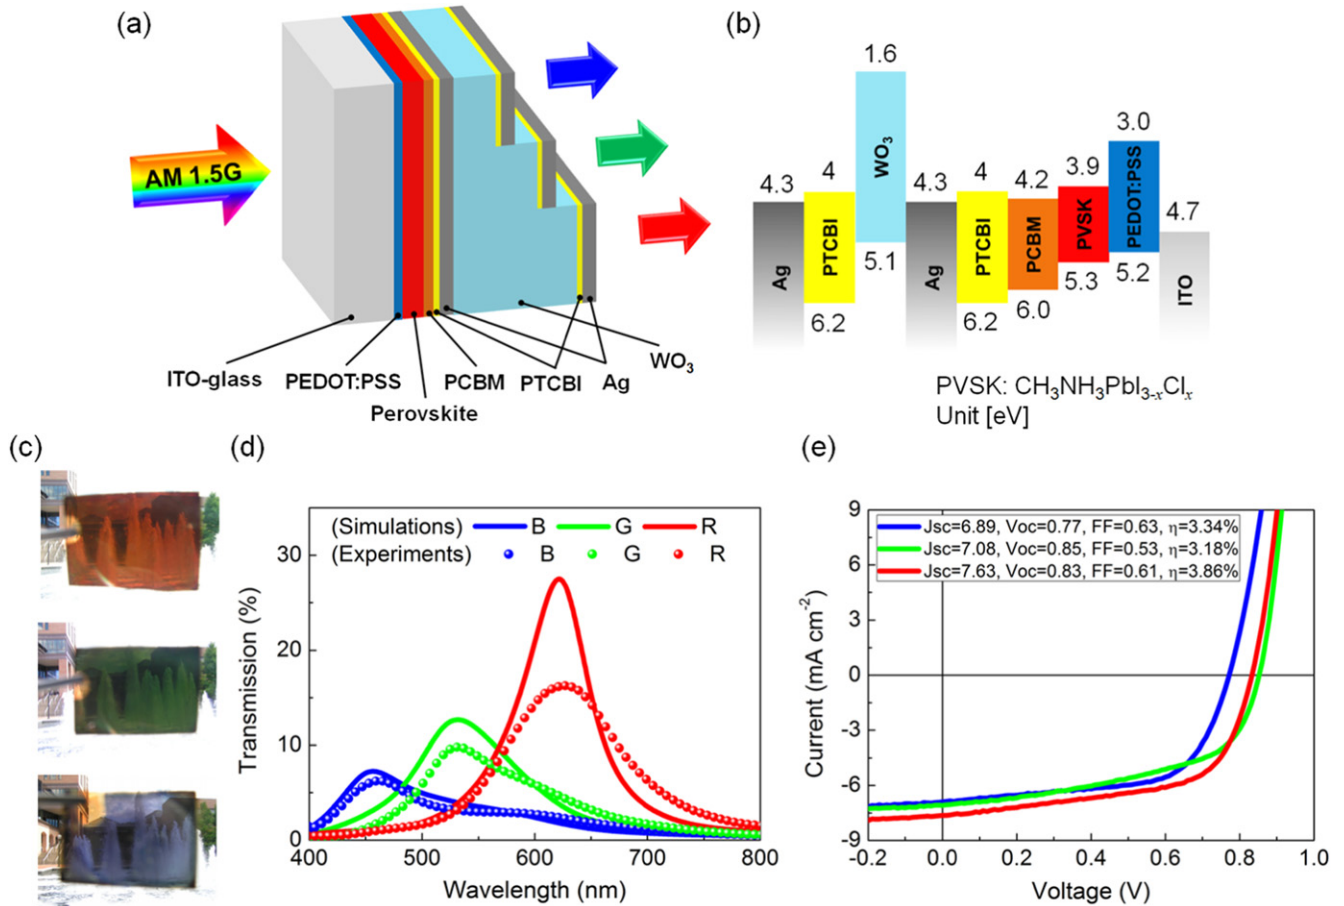 (a)
AM 1.5G
ITO-glass
PEDOT:PSS
Perovskite
PCBM
PTCBI
Ag
WO₃
(b)
1.6
3.0
4.3
4
WO₃
4.3
4
4.2
3.9
PEDOT:PSS
4.7
Ag
PTCBI
5.1
Ag
PTCBI
PCBM
PVSK
5.3
5.2
ITO
6.2
6.2
6.0
PVSK: CH₃NH₃PbI₃₋ₓClₓ
Unit [eV]
(c)
(d)
(Simulations) B G R
(Experiments) B G R
30
20
10
0
Transmission (%)
400 500 600 700 800
Wavelength (nm)
(e)
Jsc=6.89, Voc=0.77, FF=0.63, η=3.34%
Jsc=7.08, Voc=0.85, FF=0.53, η=3.18%
Jsc=7.63, Voc=0.83, FF=0.61, η=3.86%
9
6
3
0
-3
-6
-9
Current (mA cm⁻²)
-0.2 0.0 0.2 0.4 0.6 0.8 1.0
Voltage (V)